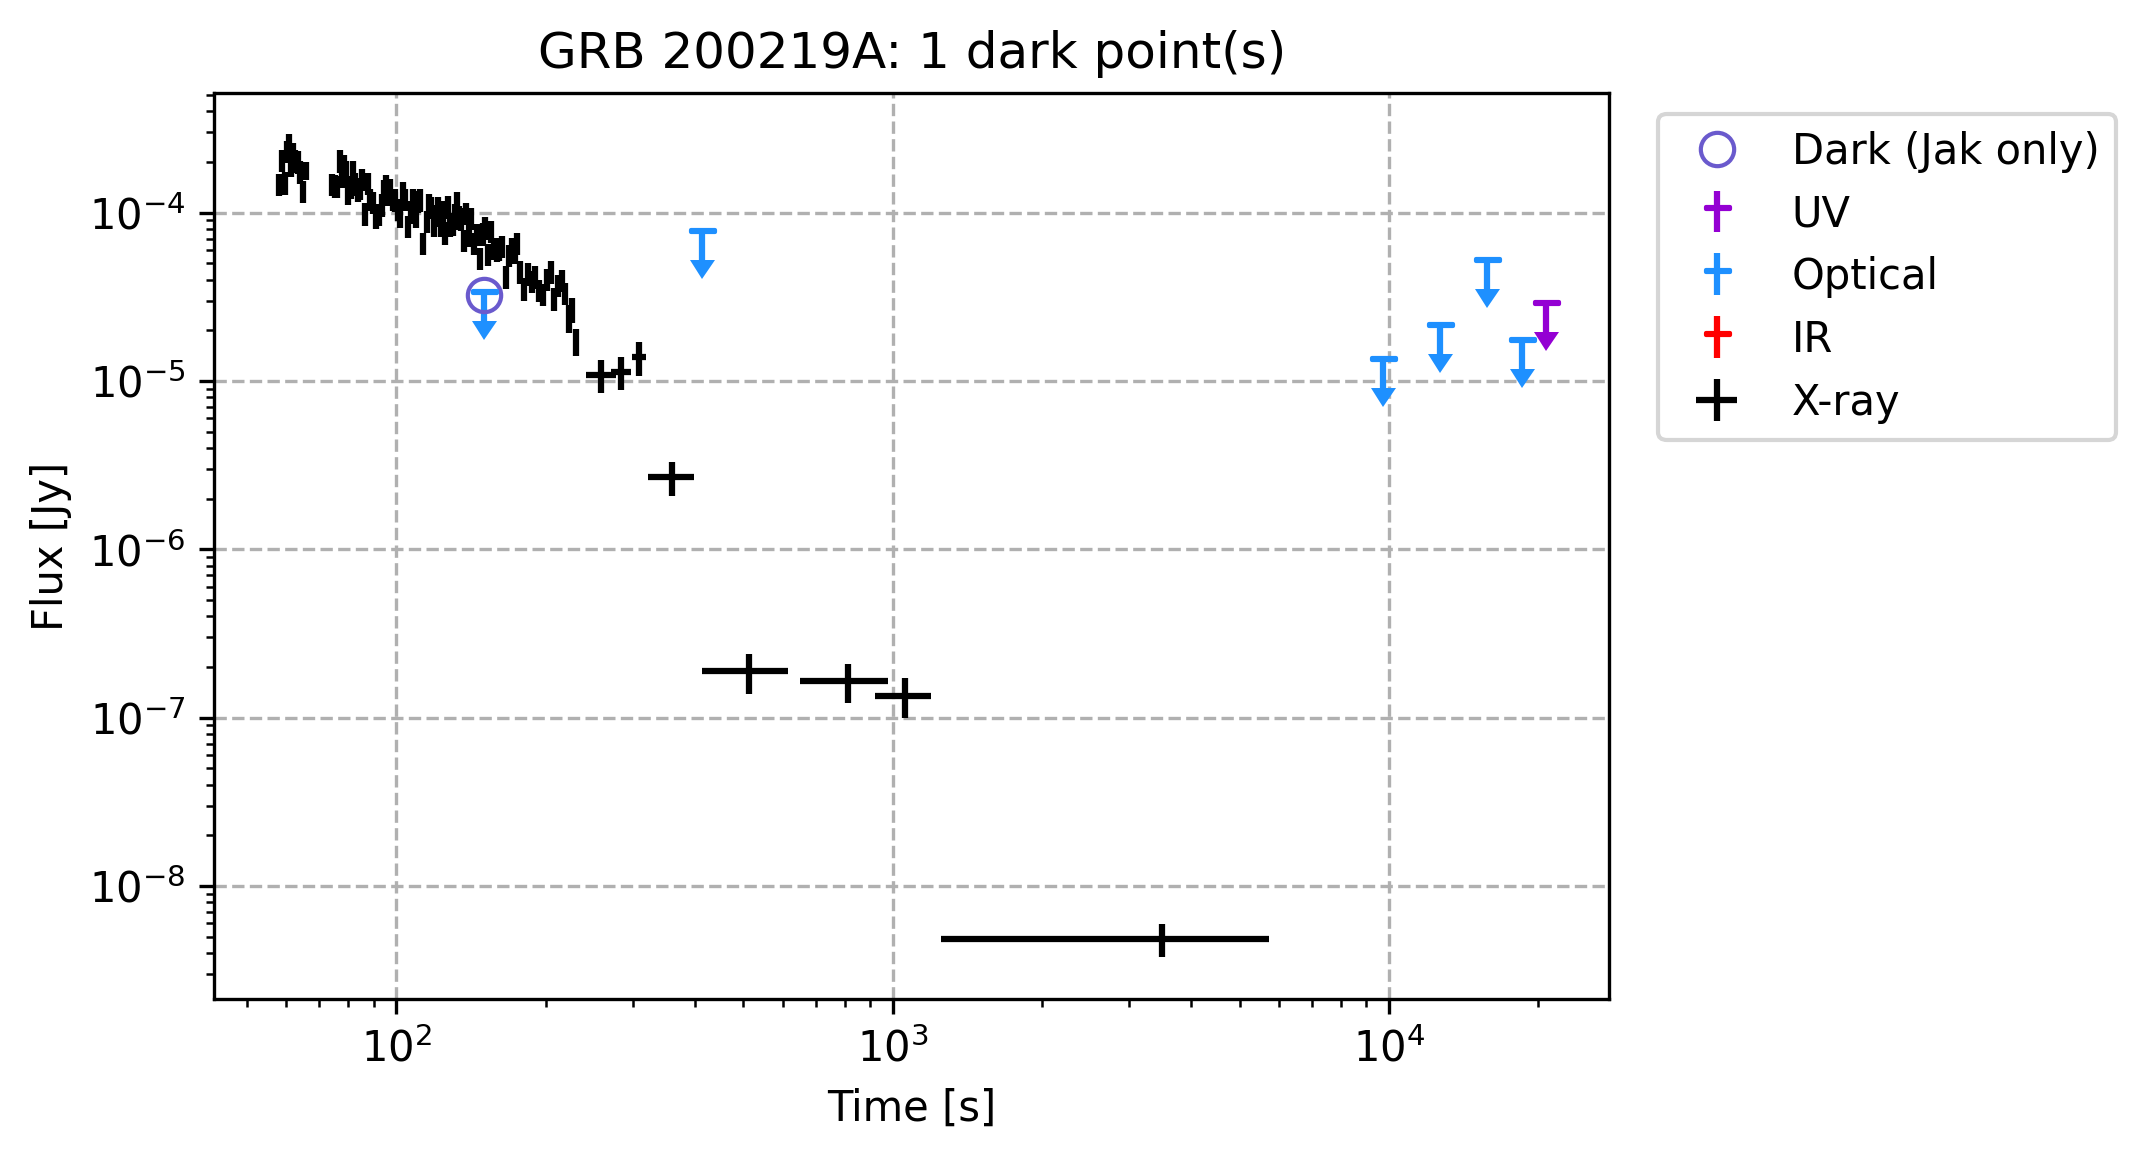 GRB 200219A: 1 dark point(s)
Dark (Jak only)
UV
Optical
IR
X-ray
Flux [Jy]
10⁻⁴
10⁻⁵
10⁻⁶
10⁻⁷
10⁻⁸
10² 10³ 10⁴
Time [s]